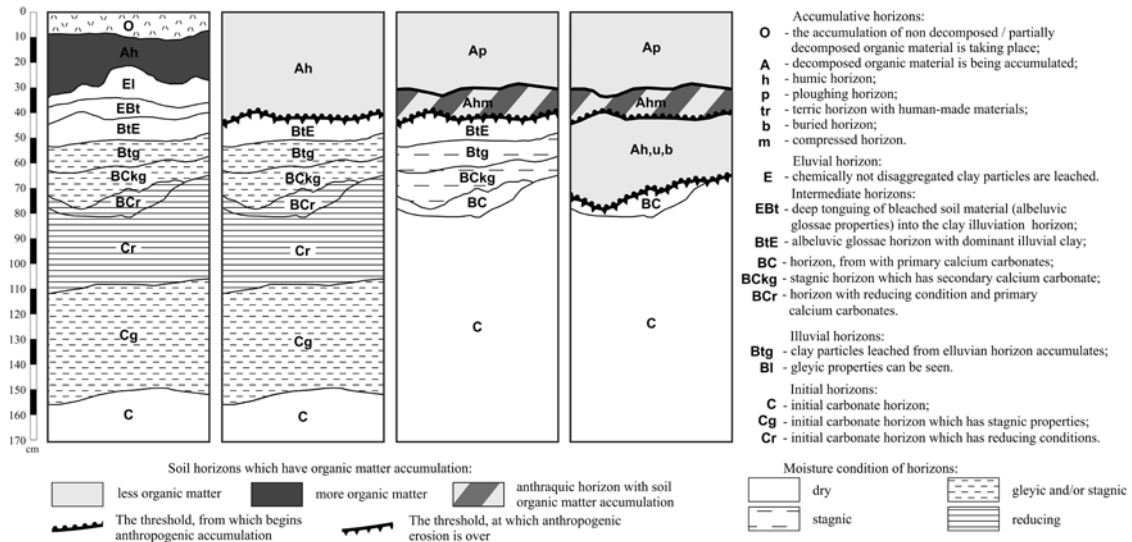 0
10
20
30
40
50
60
70
80
90
100
110
120
130
140
150
160
170
cm
O
Ah
El
EBt
BtE
Btg
BCkg
BCr
Cr
Cg
C
Ah
BtE
Btg
BCkg
BCr
Cr
Cg
C
Ap
Ahm
BtE
Btg
BCkg
BC
C
Ap
Ahm
Ah,u,b
BC
C
Accumulative horizons:
O - the accumulation of non decomposed / partially
decomposed organic material is taking place;
A - decomposed organic material is being accumulated;
h - humic horizon;
p - ploughing horizon;
tr - terric horizon with human-made materials;
b - buried horizon;
m - compressed horizon.
Eluvial horizon:
E - chemically not disaggregated clay particles are leached.
Intermediate horizons:
EBt - deep tonguing of bleached soil material (albeluvic
glossae properties) into the clay illuviation horizon;
BtE - albeluvic glossae horizon with dominant illuvial clay;
BC - horizon, from with primary calcium carbonates;
BCkg - stagnic horizon which has secondary calcium carbonate;
BCr - horizon with reducing condition and primary
calcium carbonates.
Illuvial horizons:
Btg - clay particles leached from elluvian horizon accumulates;
Bl - gleyic properties can be seen.
Initial horizons:
C - initial carbonate horizon;
Cg - initial carbonate horizon which has stagnic properties;
Cr - initial carbonate horizon which has reducing conditions.
Soil horizons which have organic matter accumulation:
less organic matter
more organic matter
anthraquic horizon with soil
organic matter accumulation
The threshold, from which begins
anthropogenic accumulation
The threshold, at which anthropogenic
erosion is over
Moisture condition of horizons:
dry
gleyic and/or stagnic
stagnic
reducing